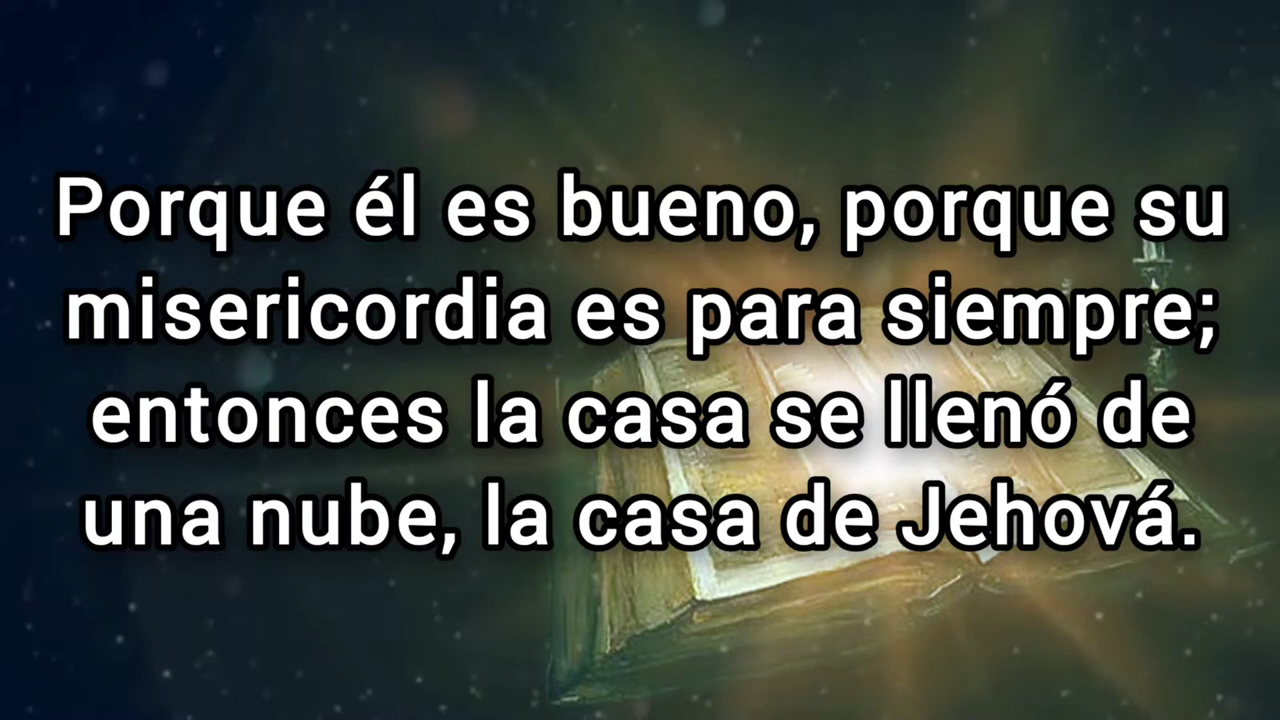 Porque él es bueno, porque su
misericordia es para siempre;
entonces la casa se llenó de
una nube, la casa de Jehová.